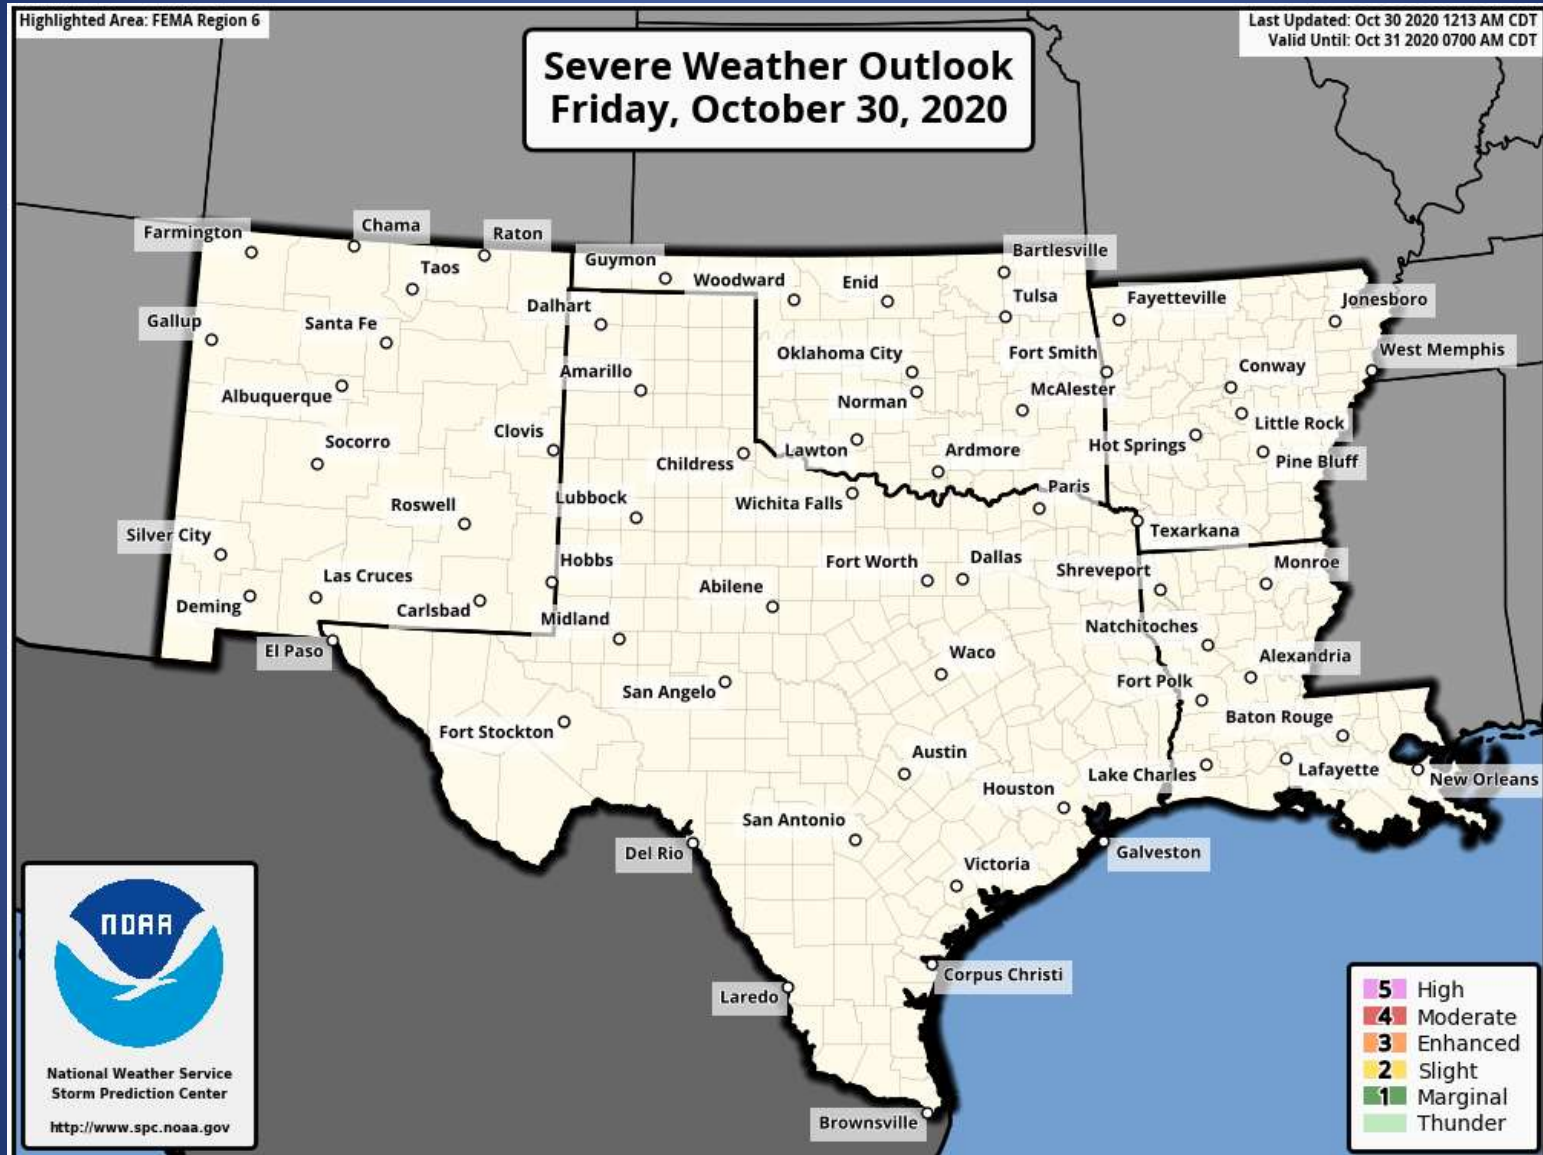 Highlighted Area: FEMA Region 6
Last Updated: Oct 30 2020 1213 AM CDT
Valid Until: Oct 31 2020 0700 AM CDT
Severe Weather Outlook
Friday, October 30, 2020
Farmington
Chama
Raton
Taos
Guymon
Woodward
Enid
Bartlesville
Tulsa
Fayetteville
Jonesboro
Gallup
Santa Fe
Dalhart
Oklahoma City
Fort Smith
West Memphis
Albuquerque
Amarillo
Norman
McAlester
Conway
Little Rock
Socorro
Clovis
Childress
Lawton
Ardmore
Hot Springs
Pine Bluff
Roswell
Lubbock
Wichita Falls
Paris
Texarkana
Silver City
Las Cruces
Hobbs
Abilene
Fort Worth
Dallas
Shreveport
Monroe
Deming
Carlsbad
Midland
Natchitoches
El Paso
San Angelo
Waco
Alexandria
Fort Polk
Fort Stockton
Baton Rouge
Austin
Houston
Lake Charles
Lafayette
New Orleans
San Antonio
Del Rio
Victoria
Galveston
Laredo
Corpus Christi
Brownsville
NOAA
National Weather Service
Storm Prediction Center
http://www.spc.noaa.gov
5 High
4 Moderate
3 Enhanced
2 Slight
1 Marginal
Thunder